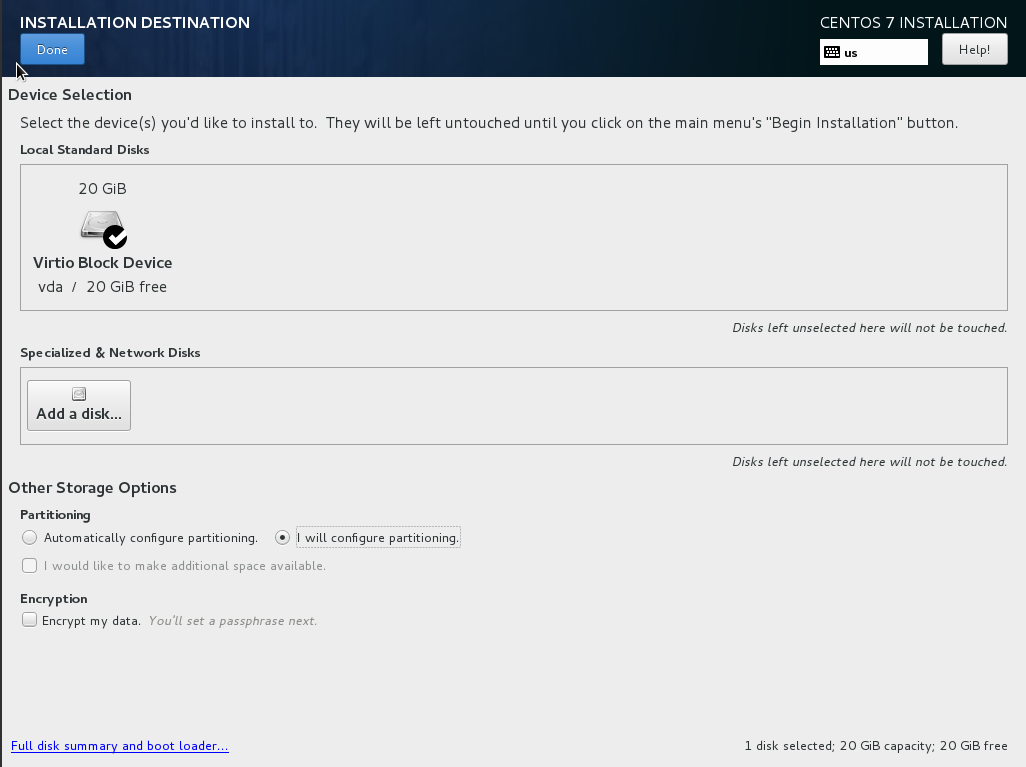 INSTALLATION DESTINATION
CENTOS 7 INSTALLATION
Done
us
Help!
Device Selection
Select the device(s) you'd like to install to.  They will be left untouched until you click on the main menu's "Begin Installation" button.
Local Standard Disks
20 GiB
Virtio Block Device
vda / 20 GiB free
Disks left unselected here will not be touched.
Specialized & Network Disks
Add a disk...
Disks left unselected here will not be touched.
Other Storage Options
Partitioning
Automatically configure partitioning. I will configure partitioning.
I would like to make additional space available.
Encryption
Encrypt my data. You'll set a passphrase next.
Full disk summary and boot loader...
1 disk selected; 20 GiB capacity; 20 GiB free